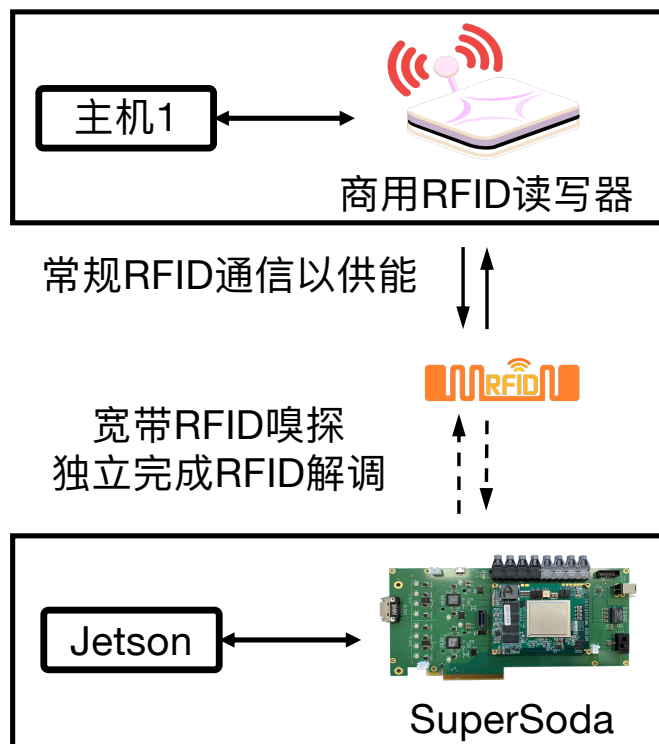 主机1
商用RFID读写器
常规RFID通信以供能
RFID
宽带RFID嗅探
独立完成RFID解调
Jetson
SuperSoda